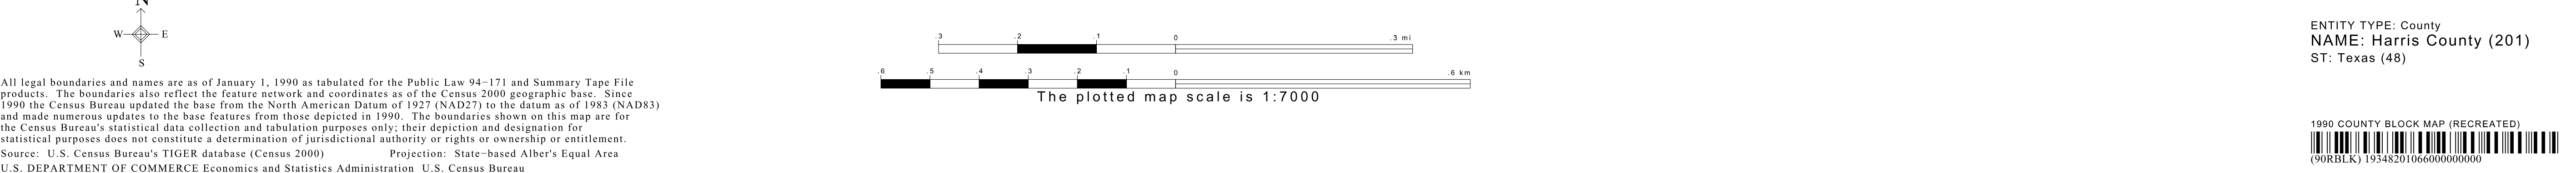 N
W E
S
All legal boundaries and names are as of January 1, 1990 as tabulated for the Public Law 94−171 and Summary Tape File
products. The boundaries also reflect the feature network and coordinates as of the Census 2000 geographic base. Since
1990 the Census Bureau updated the base from the North American Datum of 1927 (NAD27) to the datum as of 1983 (NAD83)
and made numerous updates to the base features from those depicted in 1990. The boundaries shown on this map are for
the Census Bureau's statistical data collection and tabulation purposes only; their depiction and designation for
statistical purposes does not constitute a determination of jurisdictional authority or rights or ownership or entitlement.
Source: U.S. Census Bureau's TIGER database (Census 2000) Projection: State−based Alber's Equal Area
U.S. DEPARTMENT OF COMMERCE Economics and Statistics Administration U.S. Census Bureau
.3 .2 .1 0 .3 mi
.6 .5 .4 .3 .2 .1 0 .6 km
The plotted map scale is 1:7000
ENTITY TYPE: County
NAME: Harris County (201)
ST: Texas (48)
1990 COUNTY BLOCK MAP (RECREATED)
(90RBLK) 19348201066000000000